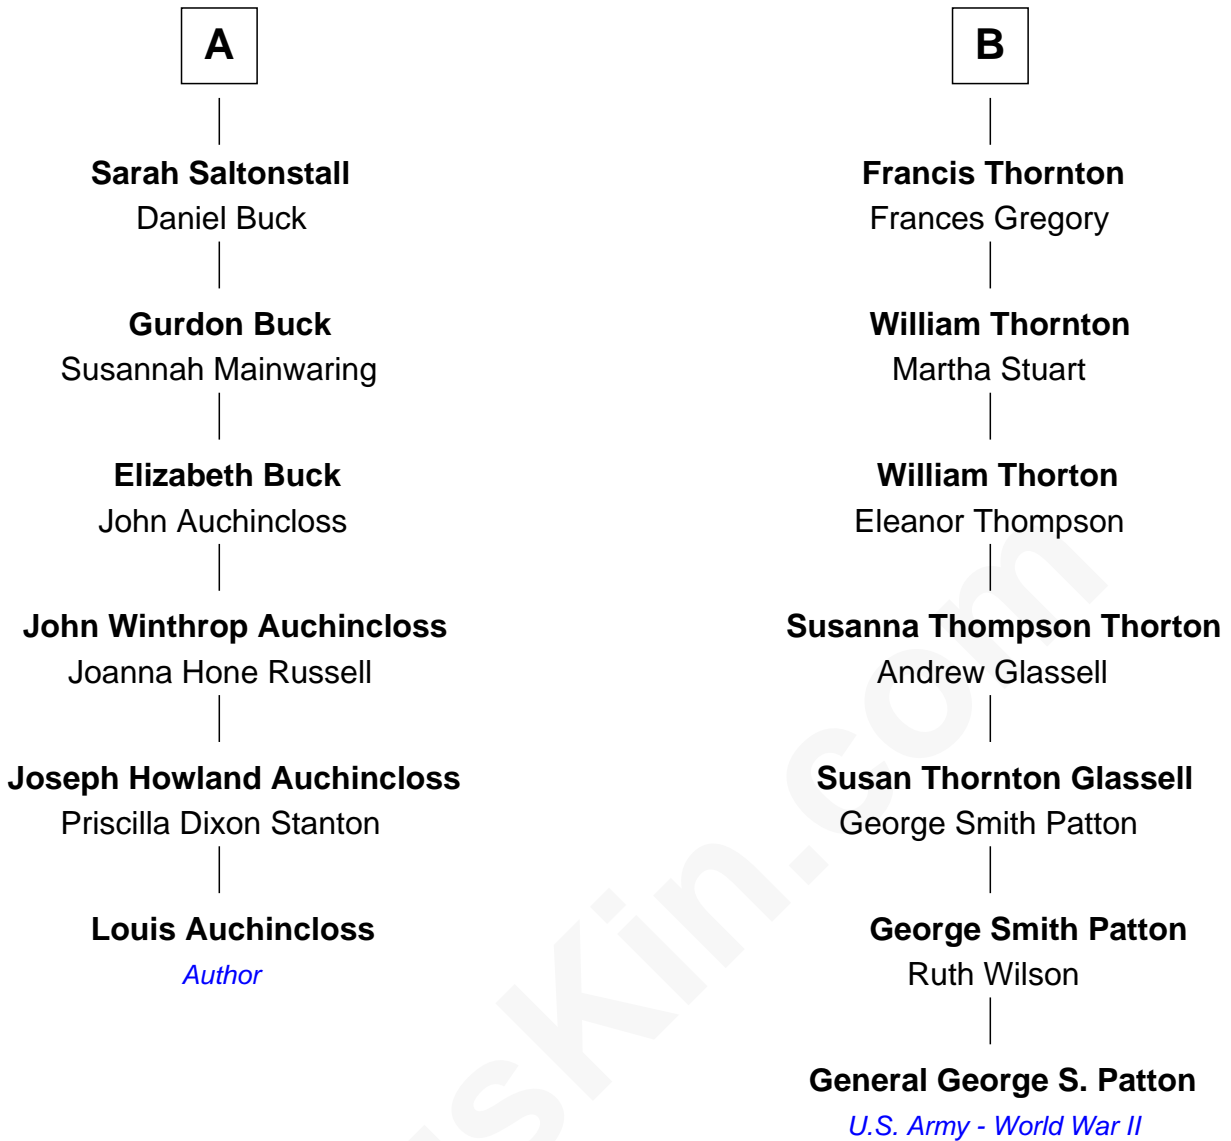 A
Sarah Saltonstall
Daniel Buck
Gurdon Buck
Susannah Mainwaring
Elizabeth Buck
John Auchincloss
John Winthrop Auchincloss
Joanna Hone Russell
Joseph Howland Auchincloss
Priscilla Dixon Stanton
Louis Auchincloss
Author
B
Francis Thornton
Frances Gregory
William Thornton
Martha Stuart
William Thorton
Eleanor Thompson
Susanna Thompson Thorton
Andrew Glassell
Susan Thornton Glassell
George Smith Patton
George Smith Patton
Ruth Wilson
General George S. Patton
U.S. Army - World War II
usKin.com